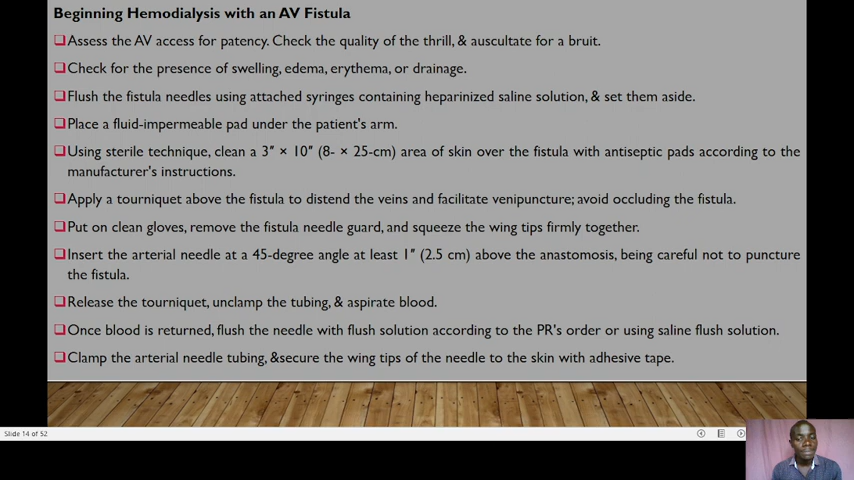 Beginning Hemodialysis with an AV Fistula
Assess the AV access for patency. Check the quality of the thrill, & auscultate for a bruit.
Check for the presence of swelling, edema, erythema, or drainage.
Flush the fistula needles using attached syringes containing heparinized saline solution, & set them aside.
Place a fluid-impermeable pad under the patient's arm.
Using sterile technique, clean a 3″ × 10″ (8- × 25-cm) area of skin over the fistula with antiseptic pads according to the
manufacturer's instructions.
Apply a tourniquet above the fistula to distend the veins and facilitate venipuncture; avoid occluding the fistula.
Put on clean gloves, remove the fistula needle guard, and squeeze the wing tips firmly together.
Insert the arterial needle at a 45-degree angle at least 1″ (2.5 cm) above the anastomosis, being careful not to puncture
the fistula.
Release the tourniquet, unclamp the tubing, & aspirate blood.
Once blood is returned, flush the needle with flush solution according to the PR's order or using saline flush solution.
Clamp the arterial needle tubing, &secure the wing tips of the needle to the skin with adhesive tape.
Slide 14 of 52